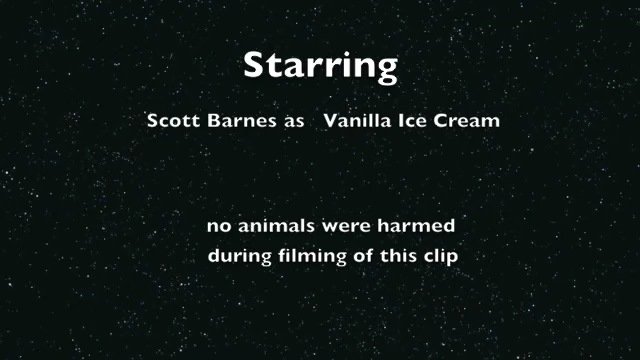 Starring
Scott Barnes as Vanilla Ice Cream
no animals were harmed
during filming of this clip